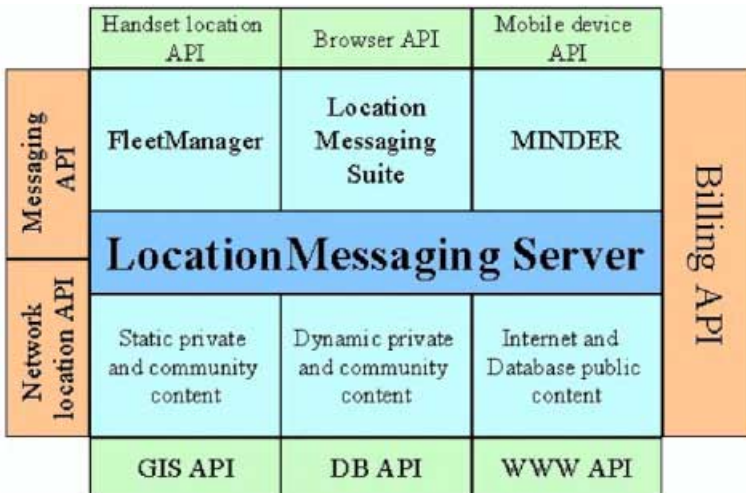 Handset location
API
Browser API
Mobile device
API
Messaging
API
FleetManager
Location
Messaging
Suite
MINDER
Billing API
LocationMessaging Server
Network
location API
Static private
and community
content
Dynamic private
and community
content
Internet and
Database public
content
GIS API
DB API
WWW API